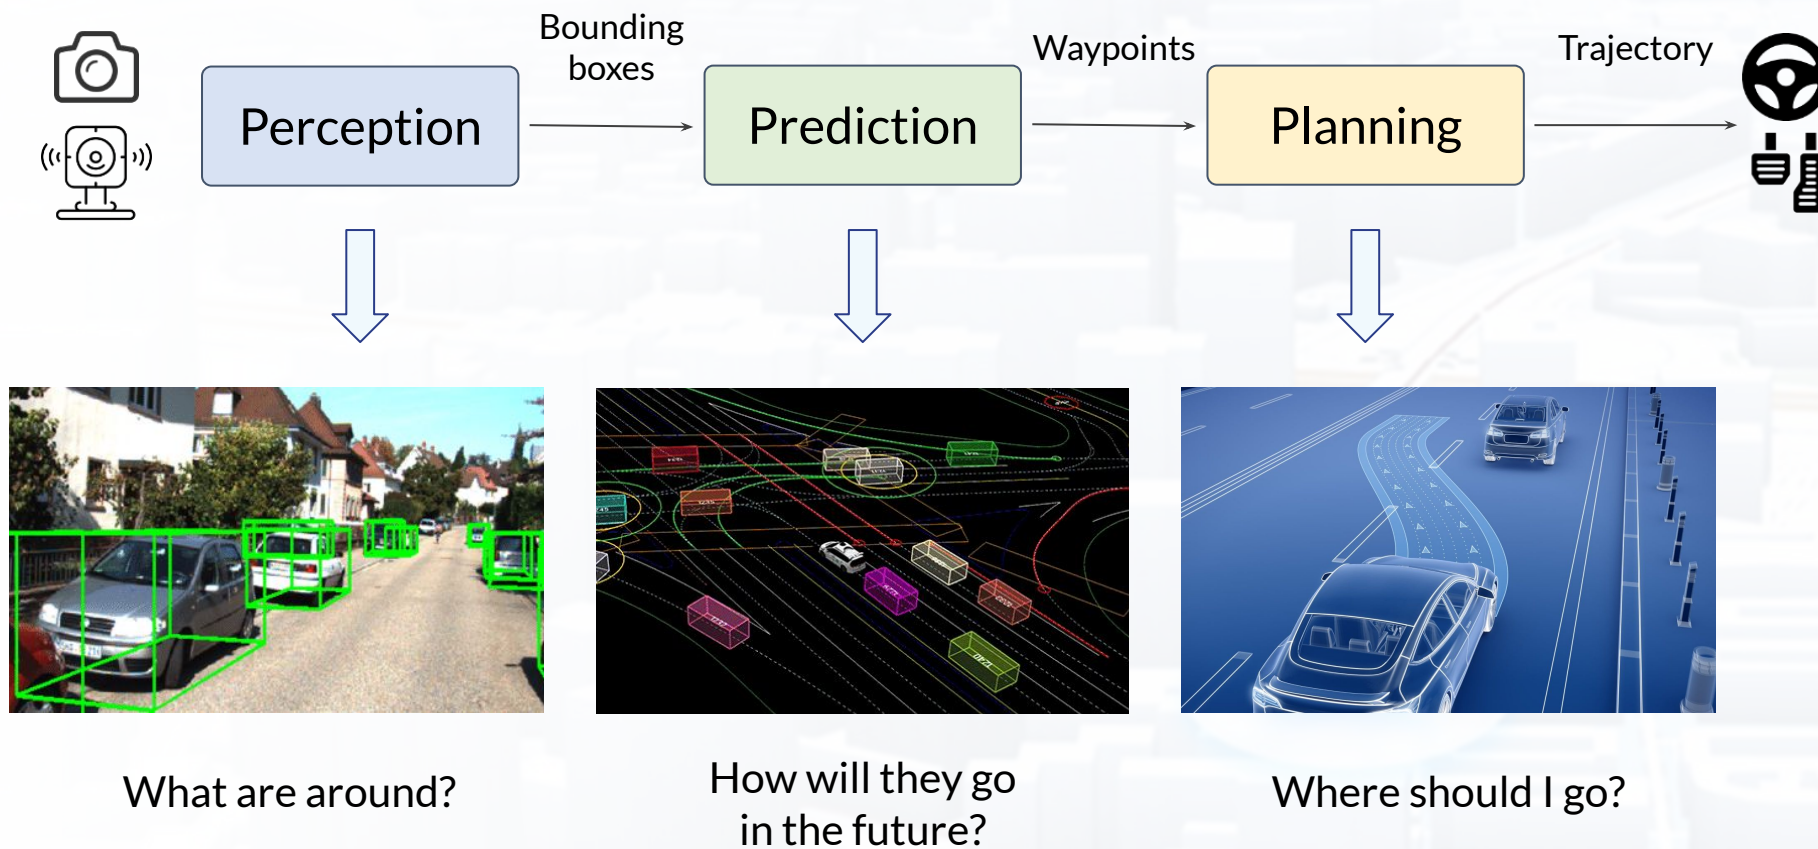 Bounding
boxes
Waypoints
Trajectory
Perception
Prediction
Planning
What are around?
How will they go
in the future?
Where should I go?